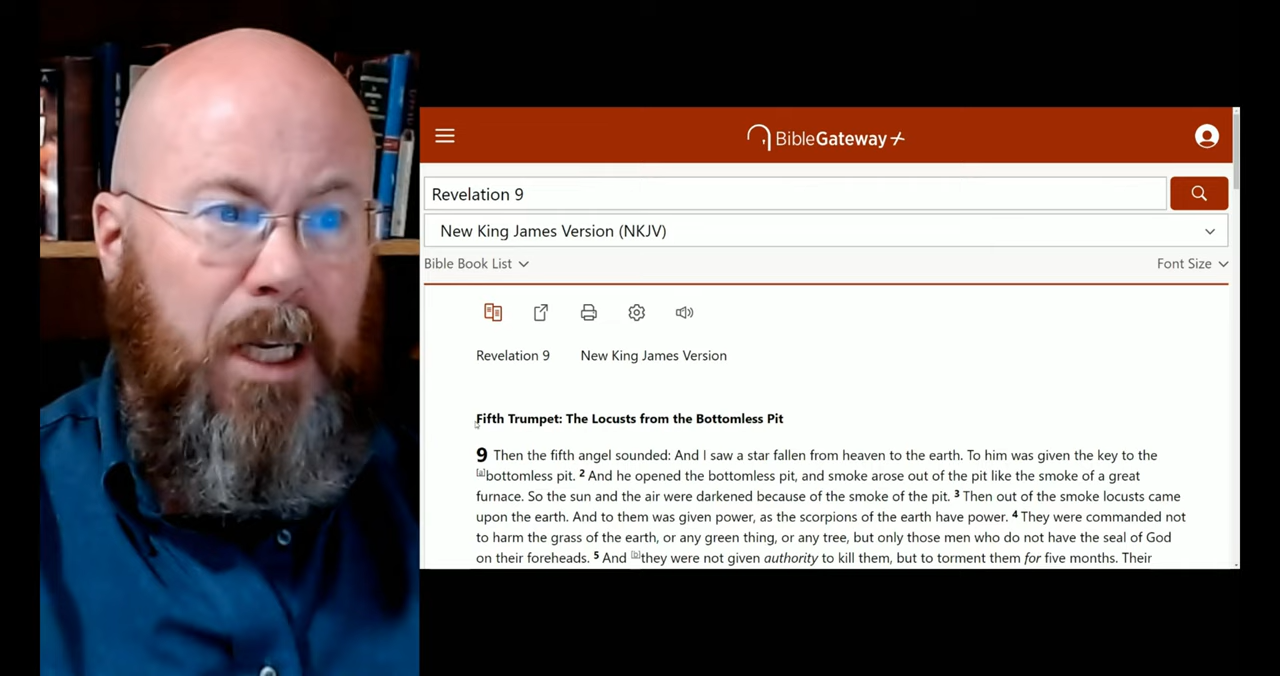 BibleGateway
Revelation 9
New King James Version (NKJV)
Bible Book List
Font Size
Revelation 9 New King James Version
Fifth Trumpet: The Locusts from the Bottomless Pit
9 Then the fifth angel sounded: And I saw a star fallen from heaven to the earth. To him was given the key to the
[a]bottomless pit. 2 And he opened the bottomless pit, and smoke arose out of the pit like the smoke of a great
furnace. So the sun and the air were darkened because of the smoke of the pit. 3 Then out of the smoke locusts came
upon the earth. And to them was given power, as the scorpions of the earth have power. 4 They were commanded not
to harm the grass of the earth, or any green thing, or any tree, but only those men who do not have the seal of God
on their foreheads. 5 And [b]they were not given authority to kill them, but to torment them for five months. Their